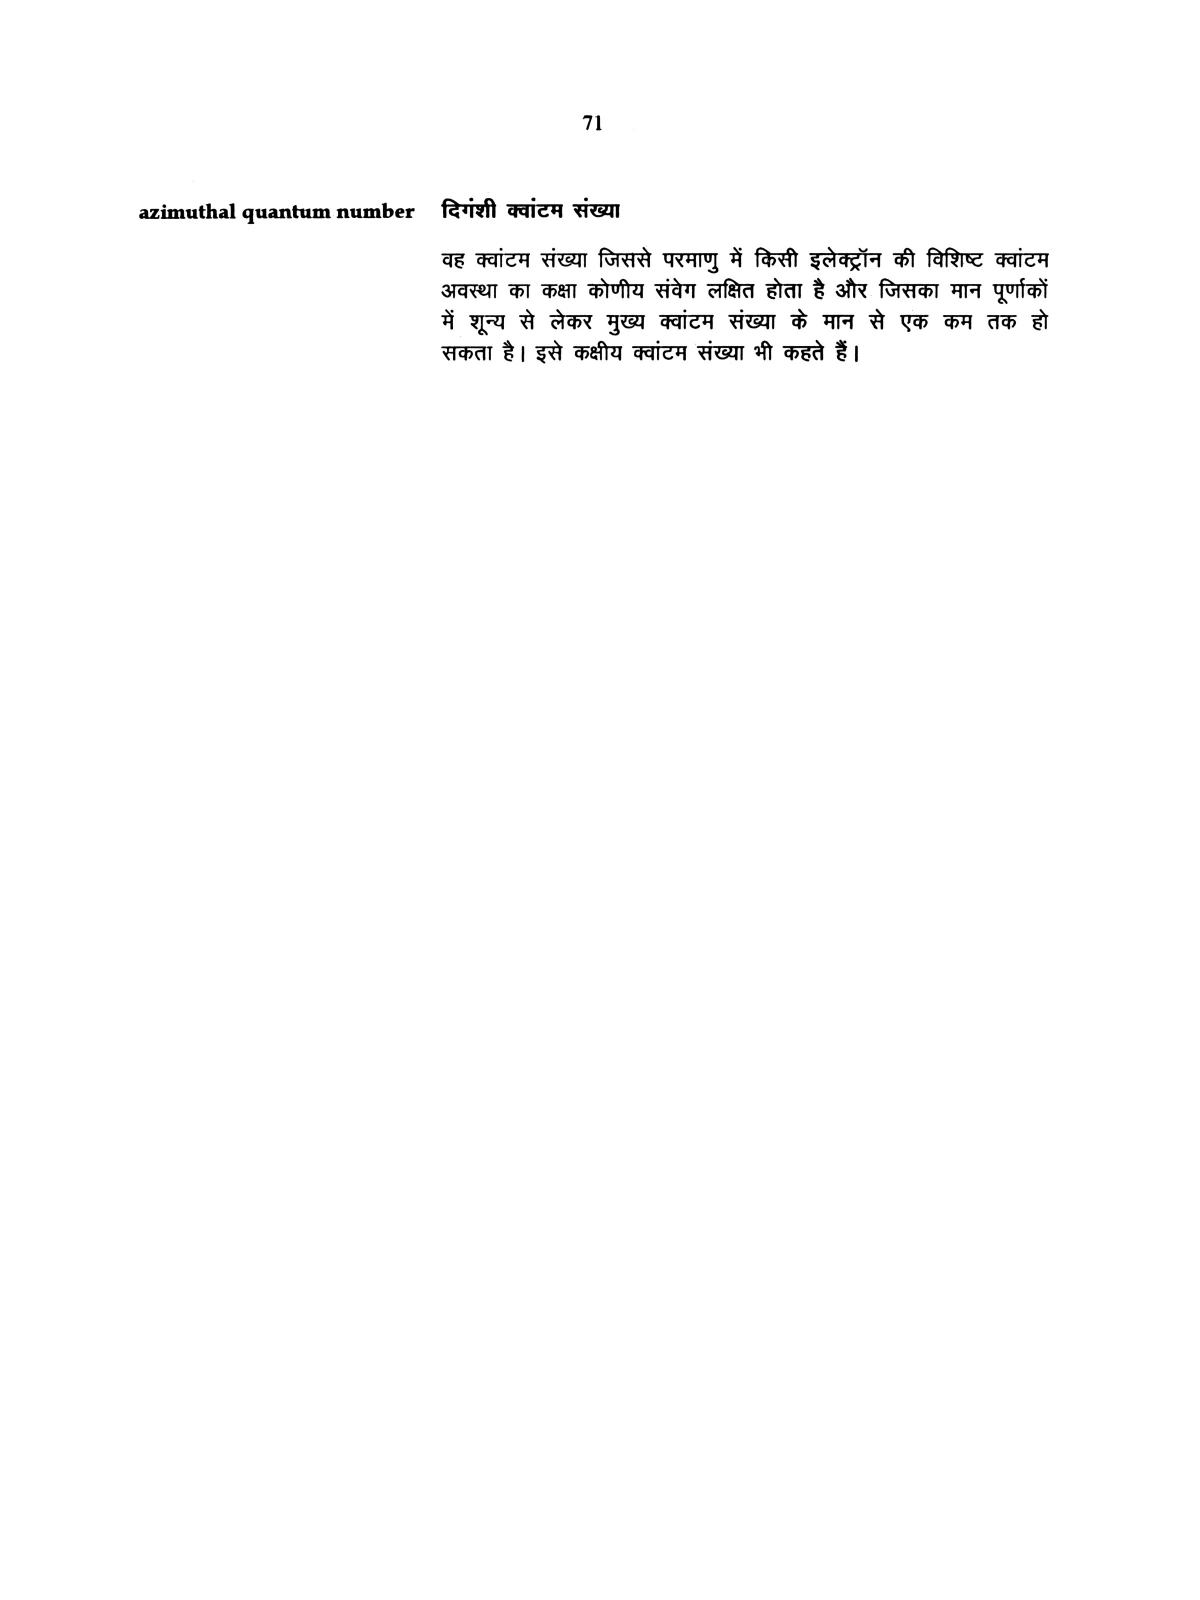 71
azimuthal quantum number दिगंशी क्वांटम संख्या
वह क्वांटम संख्या जिससे परमाणु में किसी इलेक्ट्रॉन की विशिष्ट क्वांटम
अवस्था का कक्षा कोणीय संवेग लक्षित होता है और जिसका मान पूर्णाकों
में शून्य से लेकर मुख्य क्वांटम संख्या के मान से एक कम तक हो
सकता है। इसे कक्षीय क्वांटम संख्या भी कहते हैं।